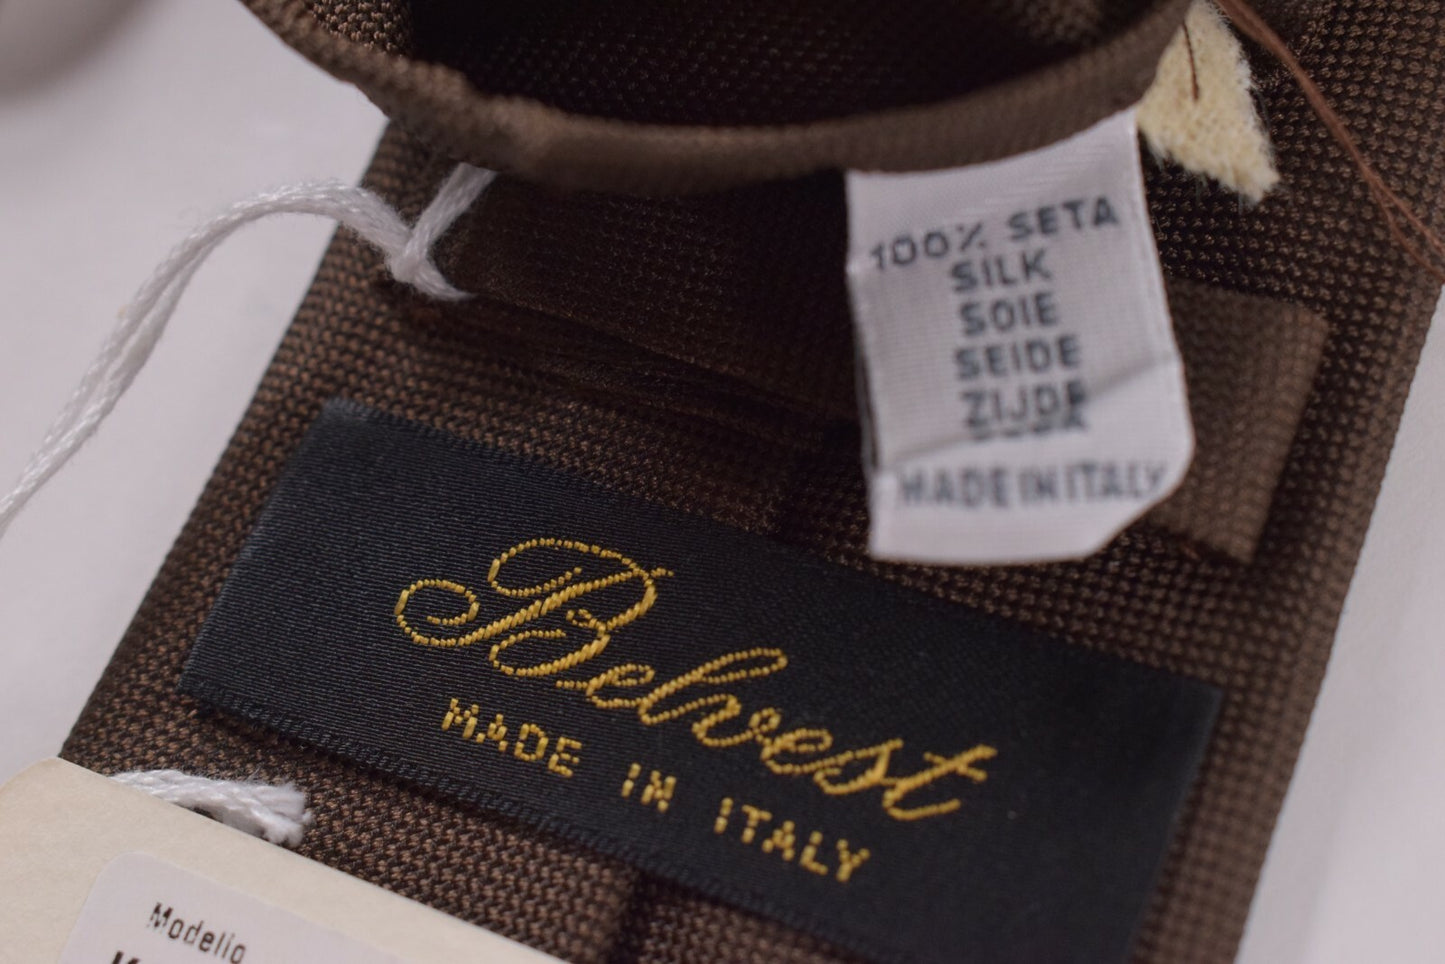 100% SETA
SILK
SOIE
SEIDE
ZIJDE
MADE IN ITALY
Belvest
MADE IN ITALY
Modello